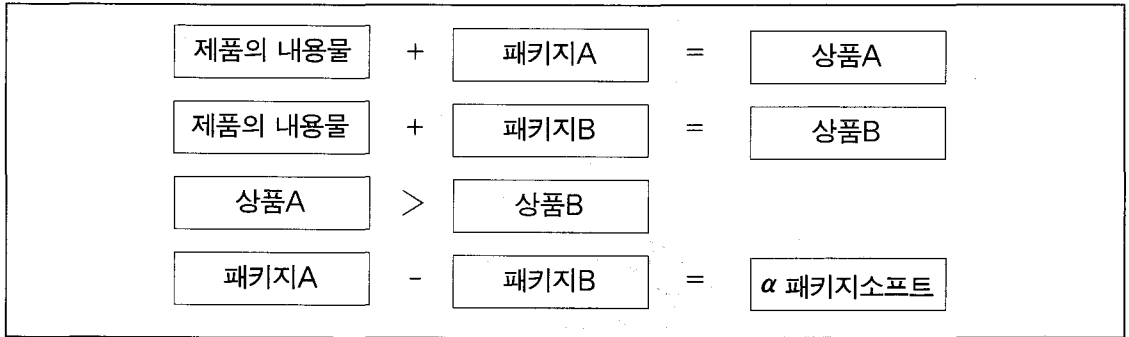 제품의 내용물 + 패키지A = 상품A
제품의 내용물 + 패키지B = 상품B
상품A > 상품B
패키지A - 패키지B = α 패키지소프트